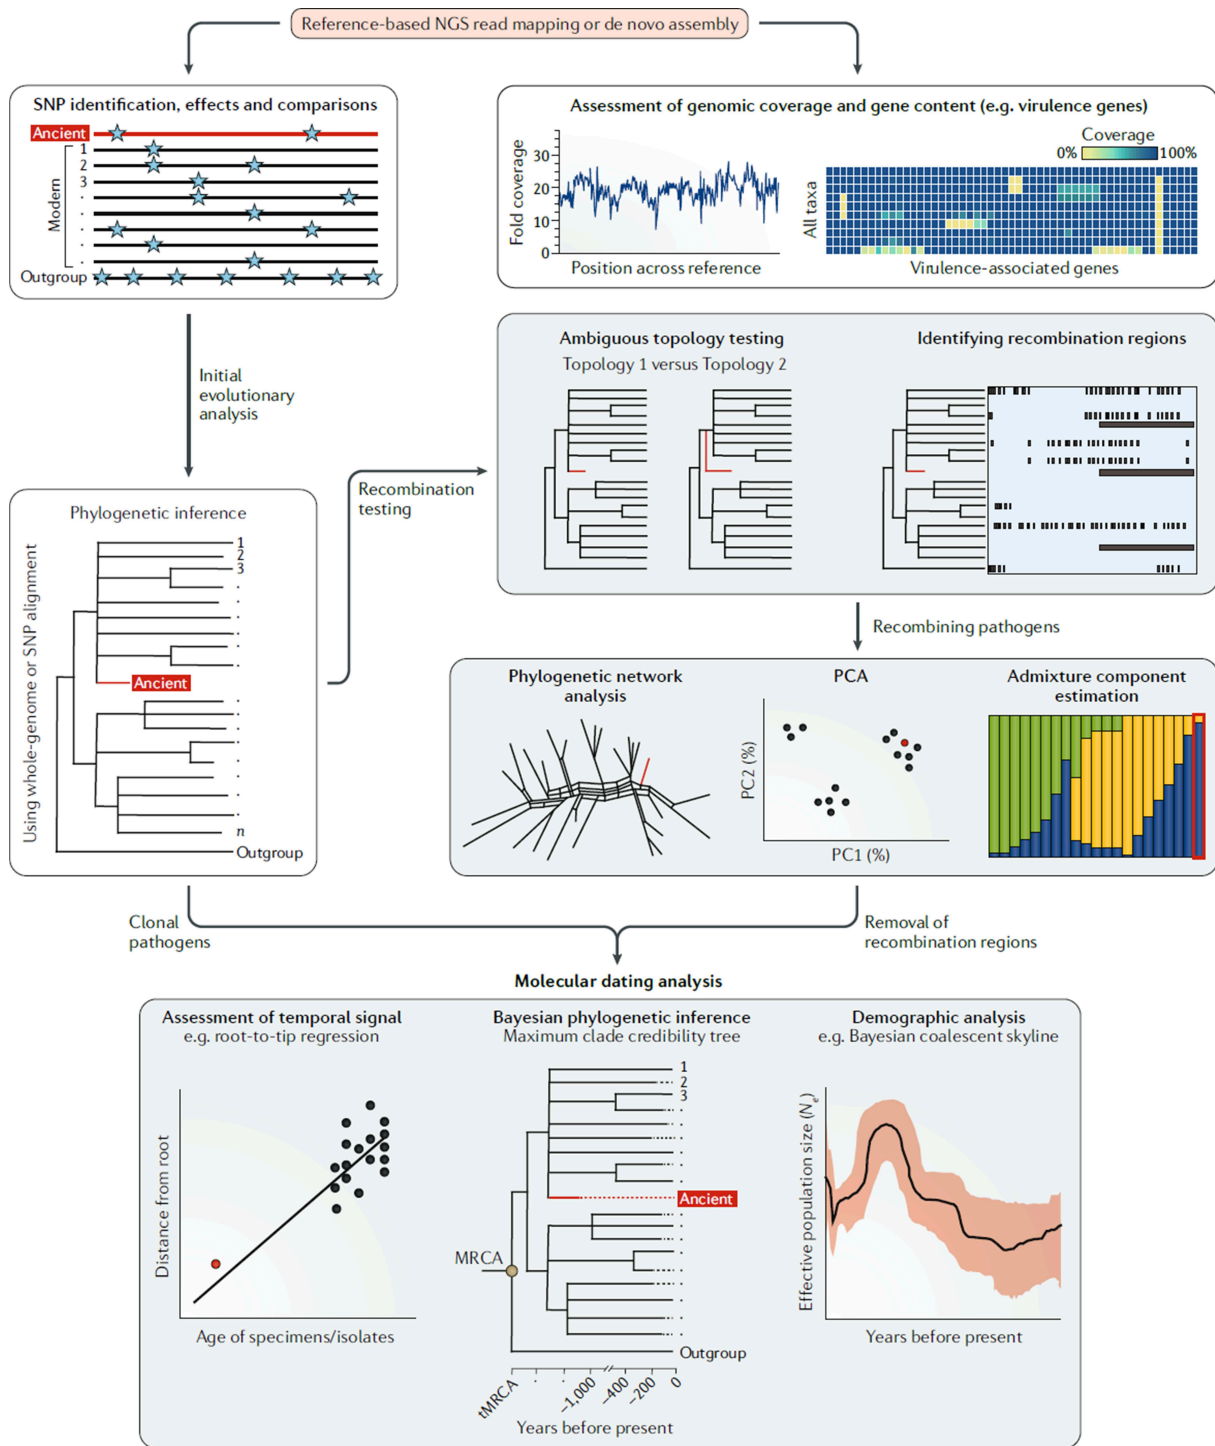 Reference-based NGS read mapping or de novo assembly
SNP identification, effects and comparisons
Ancient
1
2
3
.
.
.
.
.
Modern
Outgroup
Assessment of genomic coverage and gene content (e.g. virulence genes)
Fold coverage
30
20
10
0
Position across reference
Coverage
0%
100%
All taxa
Virulence-associated genes
Initial
evolutionary
analysis
Phylogenetic inference
Using whole-genome or SNP alignment
1
2
3
.
.
.
.
.
.
Ancient
.
.
.
.
.
.
.
.
n
Outgroup
Recombination
testing
Ambiguous topology testing
Topology 1 versus Topology 2
Identifying recombination regions
Recombining pathogens
Phylogenetic network
analysis
PCA
PC2 (%)
PC1 (%)
Admixture component
estimation
Clonal
pathogens
Removal of
recombination regions
Molecular dating analysis
Assessment of temporal signal
e.g. root-to-tip regression
Distance from root
Age of specimens/isolates
Bayesian phylogenetic inference
Maximum clade credibility tree
1
2
3
.
.
.
.
.
.
Ancient
.
.
.
.
.
.
.
.
.
Outgroup
MRCA
tMRCA
.
.
–1,000
–400
–200
0
Years before present
Demographic analysis
e.g. Bayesian coalescent skyline
Effective population size (Ne)
Years before present